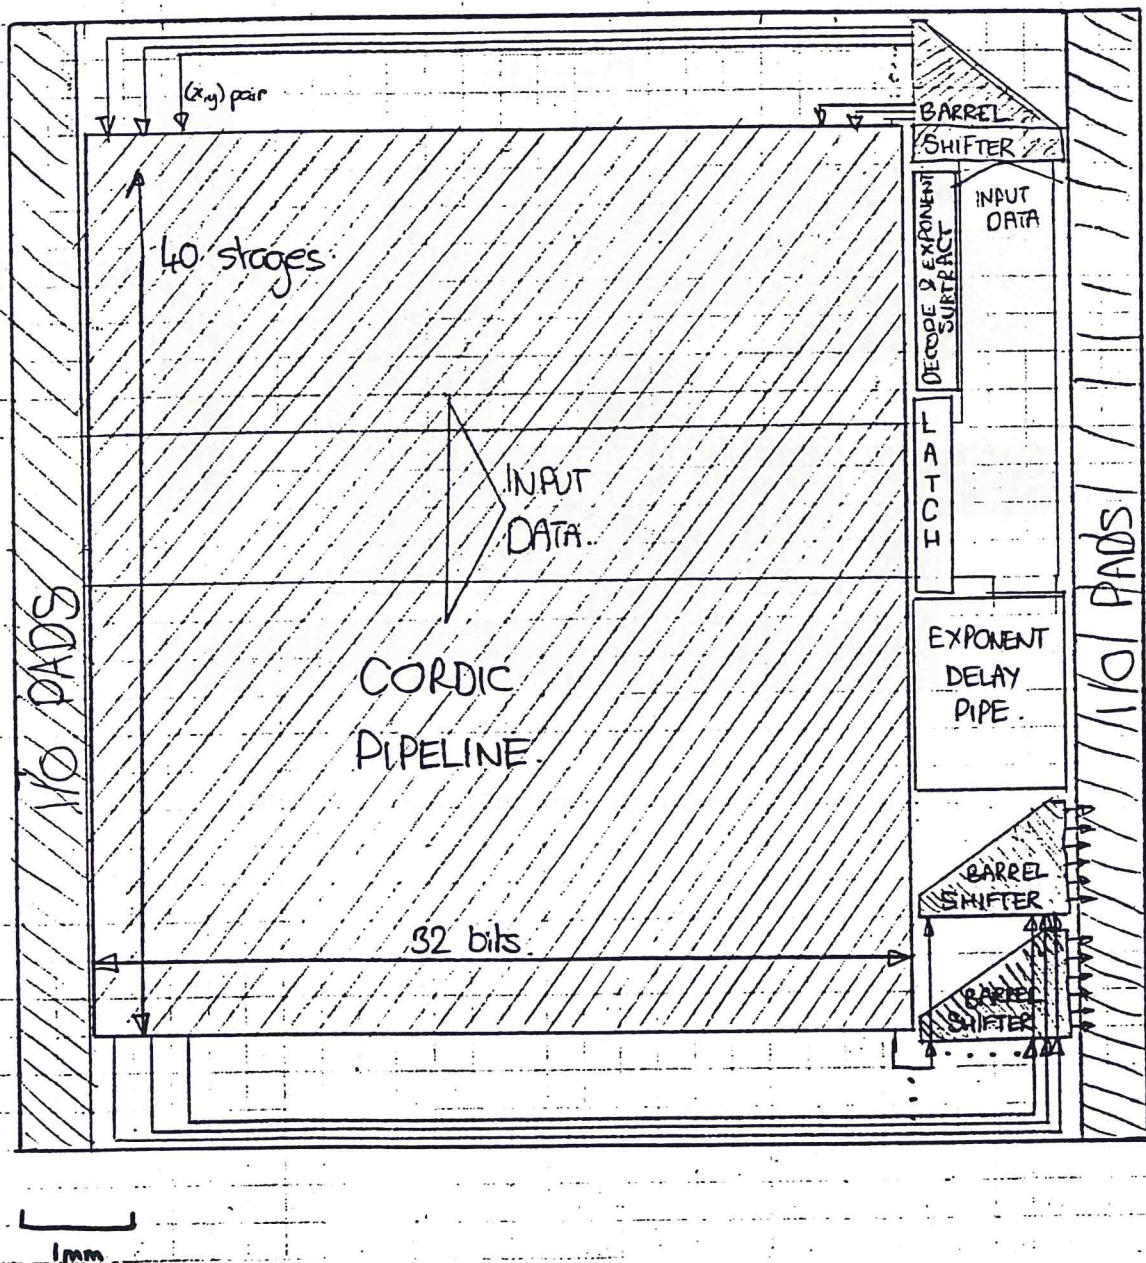 (x,y) pair
BARREL
SHIFTER
40 stages
DECODE & EXPONENT
SUBTRACT
INPUT
DATA
LATCH
INPUT
DATA.
I/O PADS
I/O PADS
EXPONENT
DELAY
PIPE.
CORDIC
PIPELINE.
BARREL
SHIFTER
32 bits.
BARREL
SHIFTER
1mm